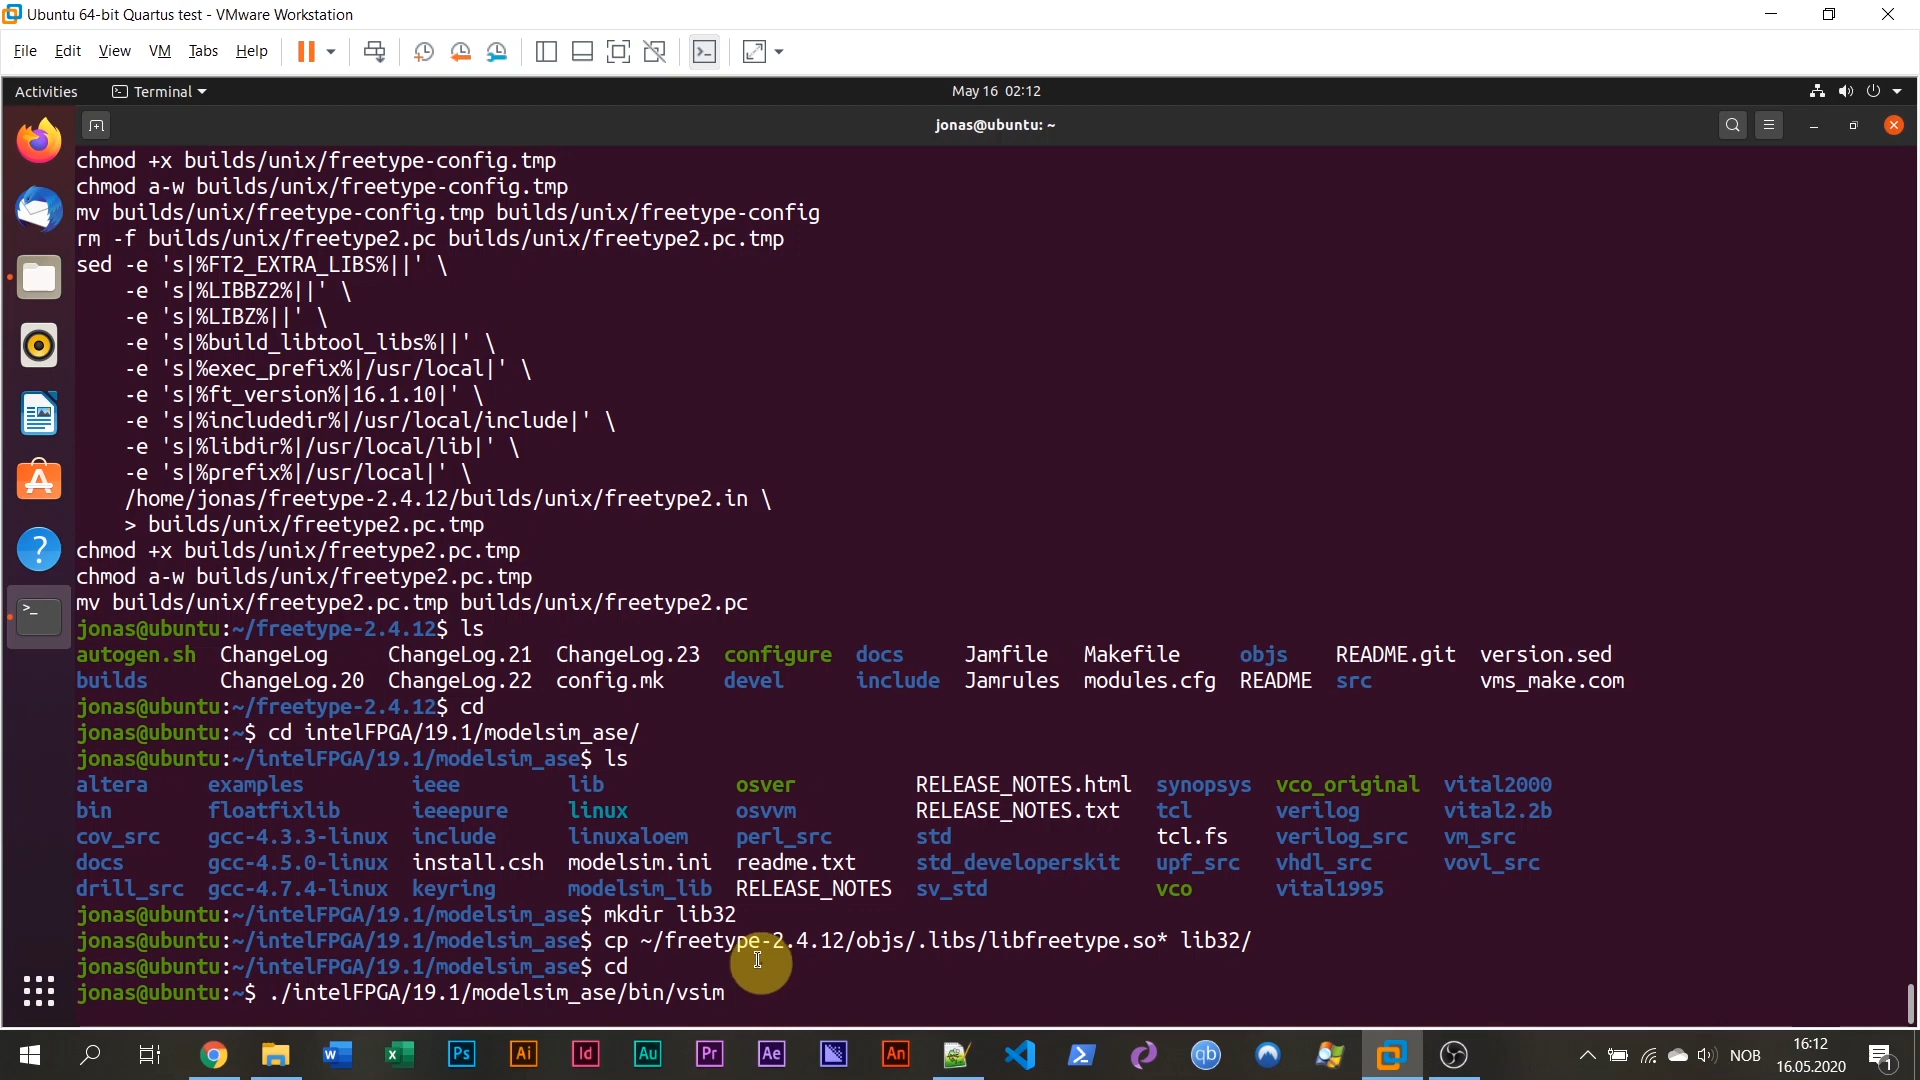 Ubuntu 64-bit Quartus test - VMware Workstation
File Edit View VM Tabs Help
Activities Terminal May 16 02:12
jonas@ubuntu: ~
chmod +x builds/unix/freetype-config.tmp
chmod a-w builds/unix/freetype-config.tmp
mv builds/unix/freetype-config.tmp builds/unix/freetype-config
rm -f builds/unix/freetype2.pc builds/unix/freetype2.pc.tmp
sed -e 's|%FT2_EXTRA_LIBS%||' \
-e 's|%LIBBZ2%||' \
-e 's|%LIBZ%||' \
-e 's|%build_libtool_libs%||' \
-e 's|%exec_prefix%|/usr/local|' \
-e 's|%ft_version%|16.1.10|' \
-e 's|%includedir%|/usr/local/include|' \
-e 's|%libdir%|/usr/local/lib|' \
-e 's|%prefix%|/usr/local|' \
/home/jonas/freetype-2.4.12/builds/unix/freetype2.in \
> builds/unix/freetype2.pc.tmp
chmod +x builds/unix/freetype2.pc.tmp
chmod a-w builds/unix/freetype2.pc.tmp
mv builds/unix/freetype2.pc.tmp builds/unix/freetype2.pc
jonas@ubuntu:~/freetype-2.4.12$ ls
autogen.sh ChangeLog ChangeLog.21 ChangeLog.23 configure docs Jamfile Makefile objs README.git version.sed
builds ChangeLog.20 ChangeLog.22 config.mk devel include Jamrules modules.cfg README src vms_make.com
jonas@ubuntu:~/freetype-2.4.12$ cd
jonas@ubuntu:~$ cd intelFPGA/19.1/modelsim_ase/
jonas@ubuntu:~/intelFPGA/19.1/modelsim_ase$ ls
altera examples ieee lib osver RELEASE_NOTES.html synopsys vco_original vital2000
bin floatfixlib ieeepure linux osvvm RELEASE_NOTES.txt tcl verilog vital2.2b
cov_src gcc-4.3.3-linux include linuxaloem perl_src std tcl.fs verilog_src vm_src
docs gcc-4.5.0-linux install.csh modelsim.ini readme.txt std_developerskit upf_src vhdl_src vovl_src
drill_src gcc-4.7.4-linux keyring modelsim_lib RELEASE_NOTES sv_std vco vital1995
jonas@ubuntu:~/intelFPGA/19.1/modelsim_ase$ mkdir lib32
jonas@ubuntu:~/intelFPGA/19.1/modelsim_ase$ cp ~/freetype-2.4.12/objs/.libs/libfreetype.so* lib32/
jonas@ubuntu:~/intelFPGA/19.1/modelsim_ase$ cd
jonas@ubuntu:~$ ./intelFPGA/19.1/modelsim_ase/bin/vsim
Ps Ai Id Au Pr Ae An qb NOB 16:12
16.05.2020 1